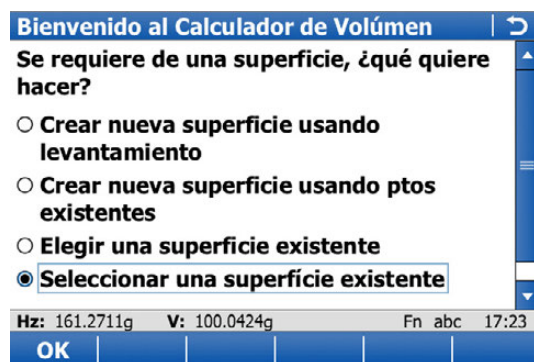 Bienvenido al Calculador de Volúmen
Se requiere de una superficie, ¿qué quiere
hacer?
Crear nueva superficie usando
levantamiento
Crear nueva superficie usando ptos
existentes
Elegir una superficie existente
Seleccionar una superfície existente
Hz: 161.2711g V: 100.0424g Fn abc 17:23
OK